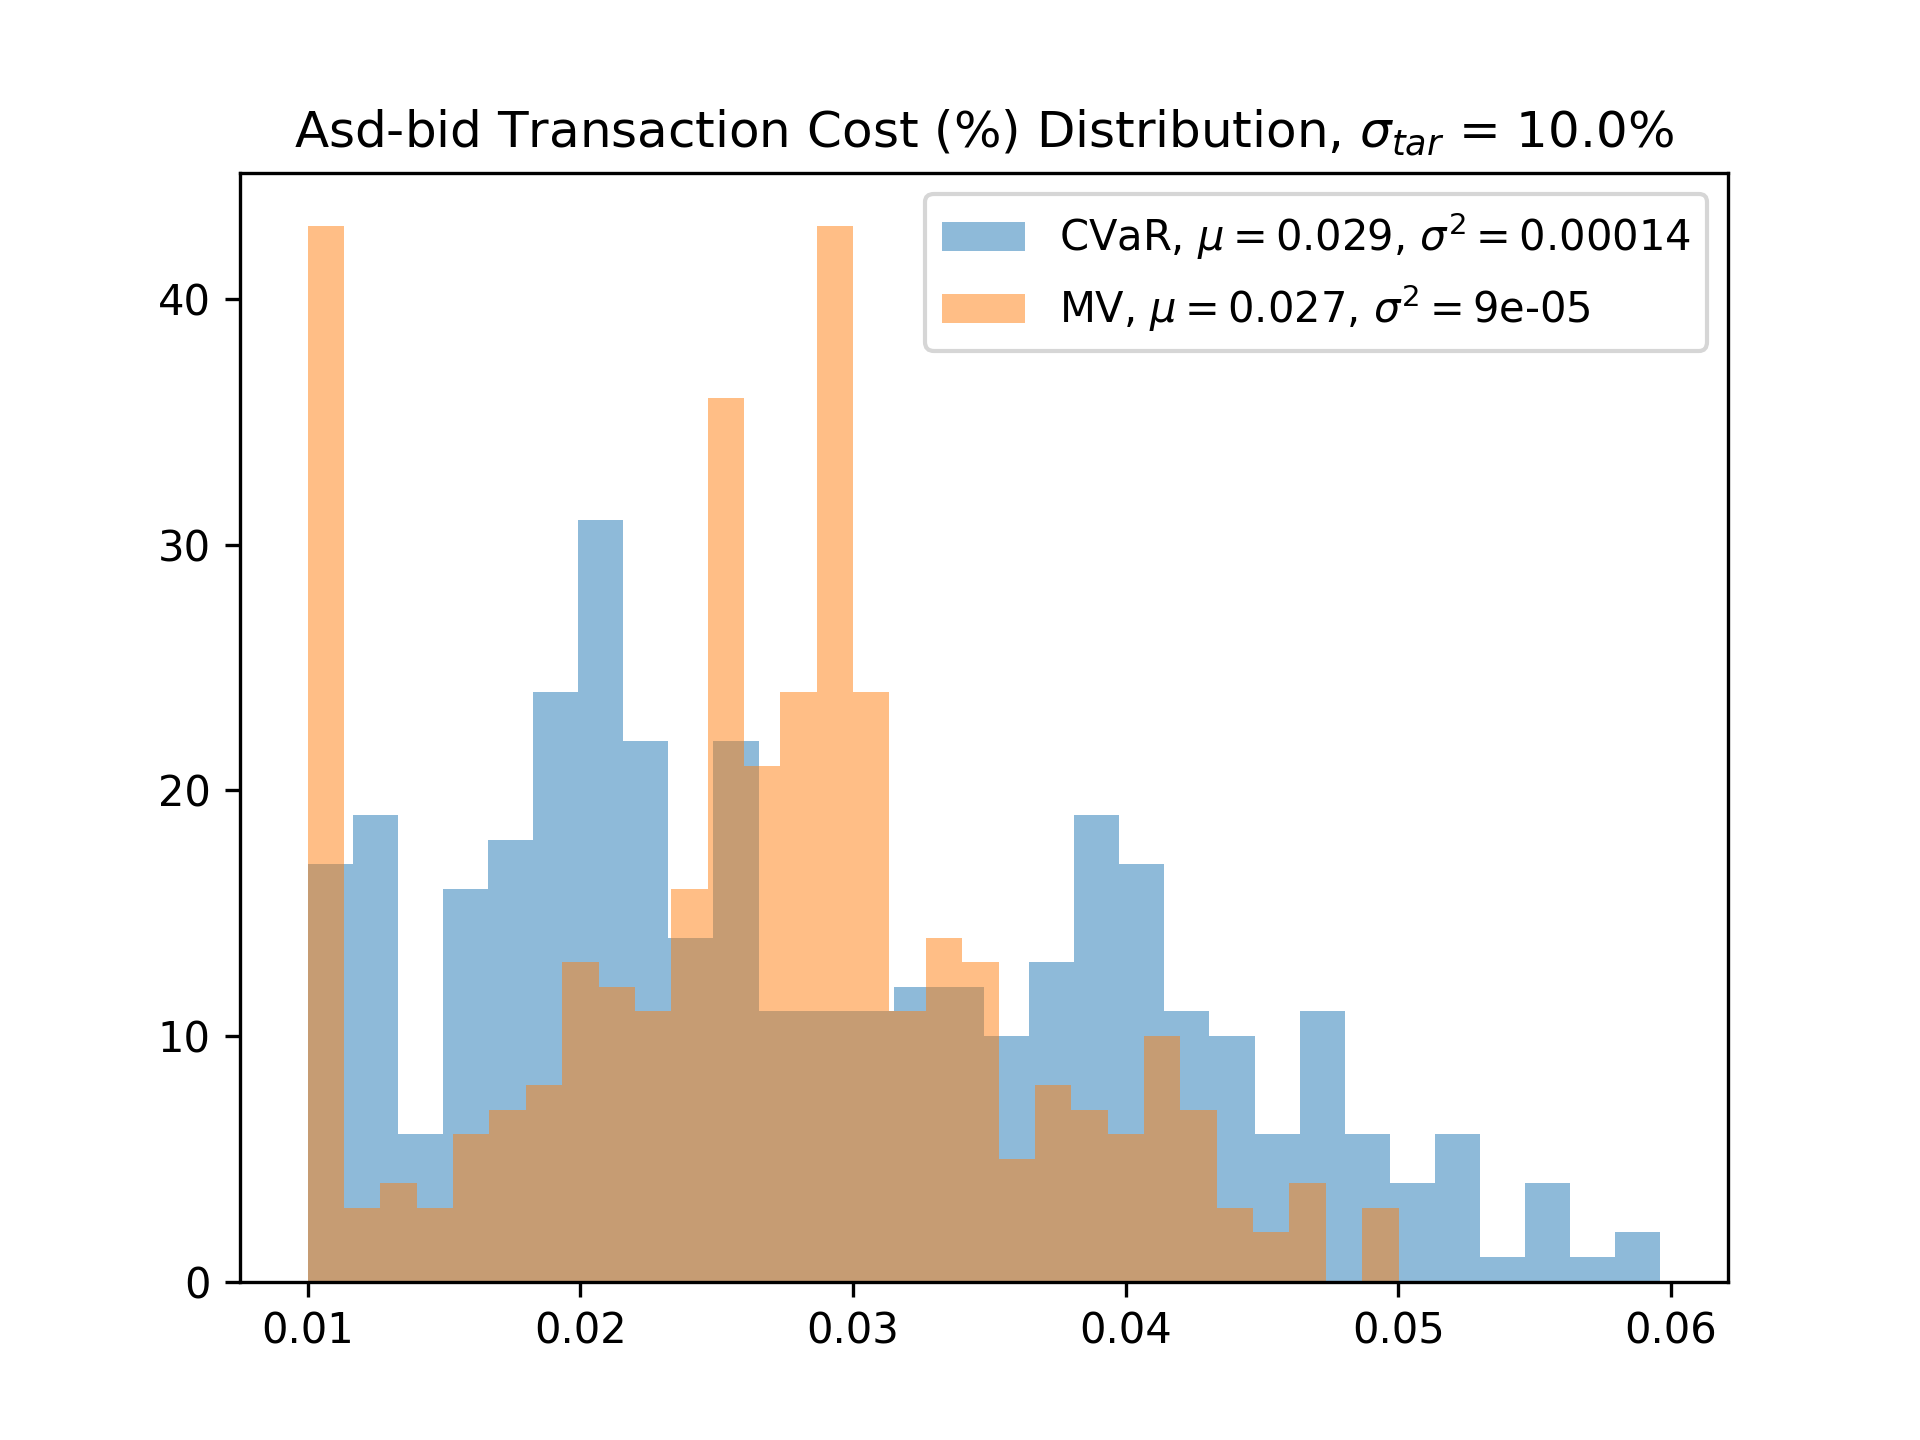 Asd-bid Transaction Cost (%) Distribution, σ_tar = 10.0%
CVaR, μ = 0.029, σ² = 0.00014
MV, μ = 0.027, σ² = 9e-05
40
30
20
10
0
0.01 0.02 0.03 0.04 0.05 0.06